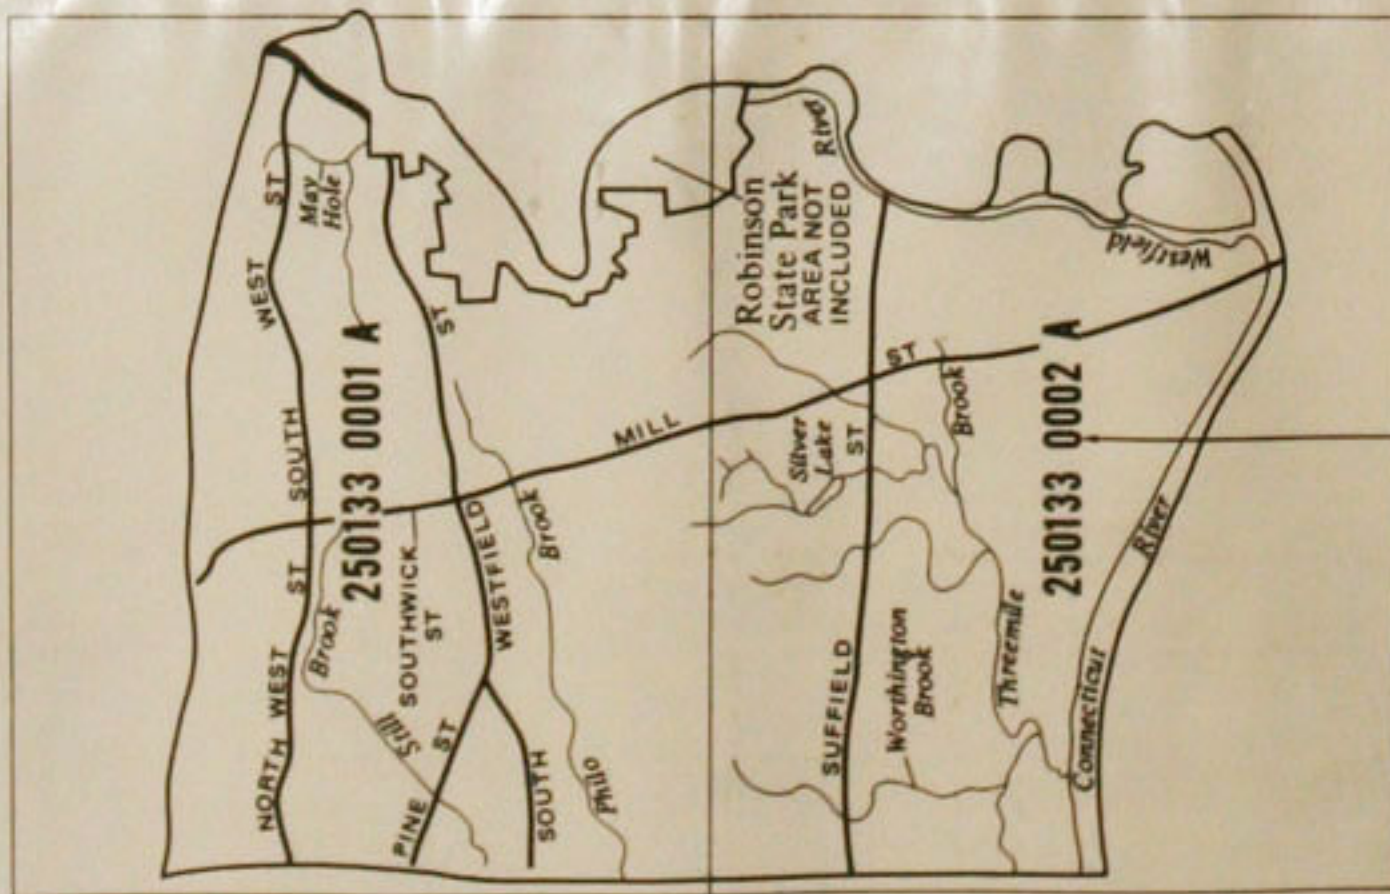 WEST ST
May
Hole
SOUTH
ST
NORTH WEST
250133 0001 A
Brook
Still
SOUTHWICK
ST
PINE ST
ST
WESTFIELD
SOUTH
Brook
Philo
MILL
ST
Robinson
State Park
AREA NOT
INCLUDED
River
Westfield
Silver
Lake
ST
SUFFIELD
Brook
Worthington
Brook
Threemile
250133 0002 A
River
Connecticut